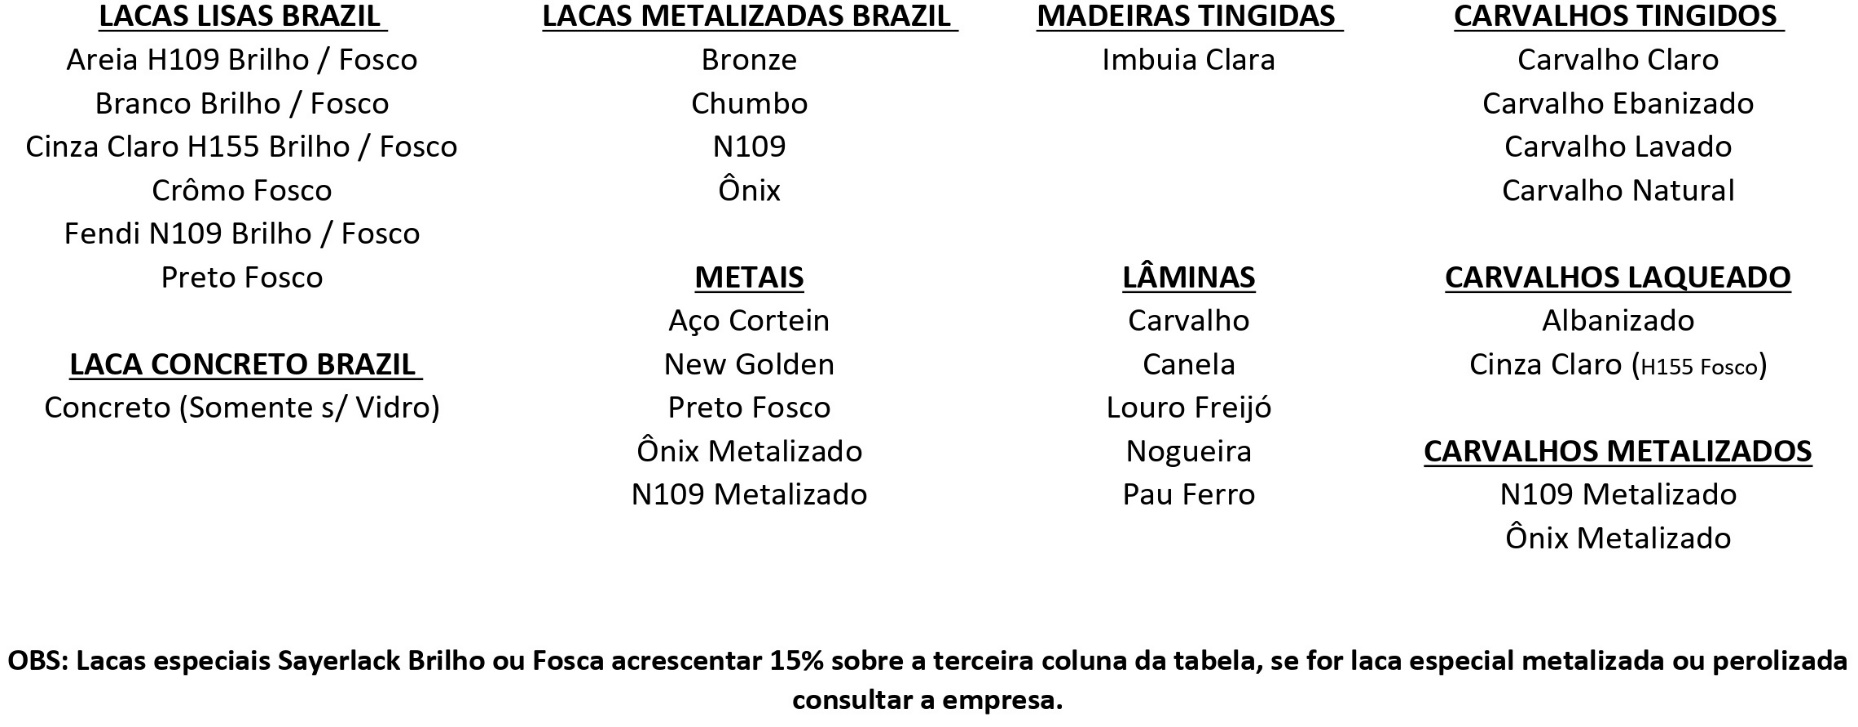 LACAS LISAS BRAZIL
Areia H109 Brilho / Fosco
Branco Brilho / Fosco
Cinza Claro H155 Brilho / Fosco
Crômo Fosco
Fendi N109 Brilho / Fosco
Preto Fosco
LACA CONCRETO BRAZIL
Concreto (Somente s/ Vidro)
LACAS METALIZADAS BRAZIL
Bronze
Chumbo
N109
Ônix
METAIS
Aço Cortein
New Golden
Preto Fosco
Ônix Metalizado
N109 Metalizado
MADEIRAS TINGIDAS
Imbuia Clara
LÂMINAS
Carvalho
Canela
Louro Freijó
Nogueira
Pau Ferro
CARVALHOS TINGIDOS
Carvalho Claro
Carvalho Ebanizado
Carvalho Lavado
Carvalho Natural
CARVALHOS LAQUEADO
Albanizado
Cinza Claro (H155 Fosco)
CARVALHOS METALIZADOS
N109 Metalizado
Ônix Metalizado
OBS: Lacas especiais Sayerlack Brilho ou Fosca acrescentar 15% sobre a terceira coluna da tabela, se for laca especial metalizada ou perolizada
consultar a empresa.